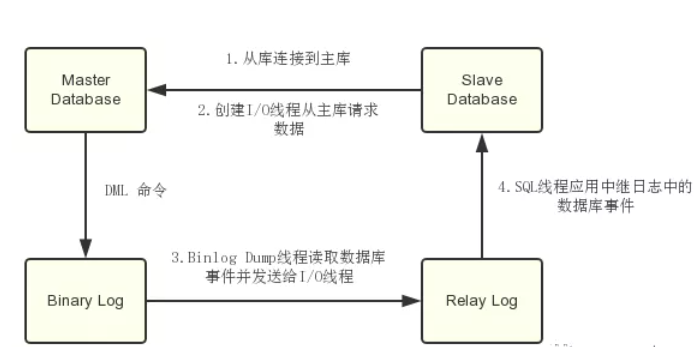 1.从库连接到主库
Master
Database
Slave
Database
2.创建I/O线程从主库请求
数据
DML 命令
4.SQL线程应用中继日志中的
数据库事件
3.Binlog Dump线程读取数据库
事件并发送给I/O线程
Binary Log
Relay Log